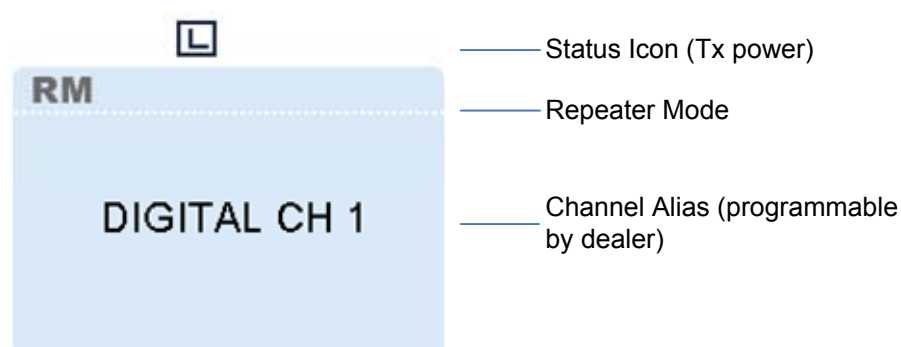 L
Status Icon (Tx power)
RM
Repeater Mode
DIGITAL CH 1
Channel Alias (programmable
by dealer)